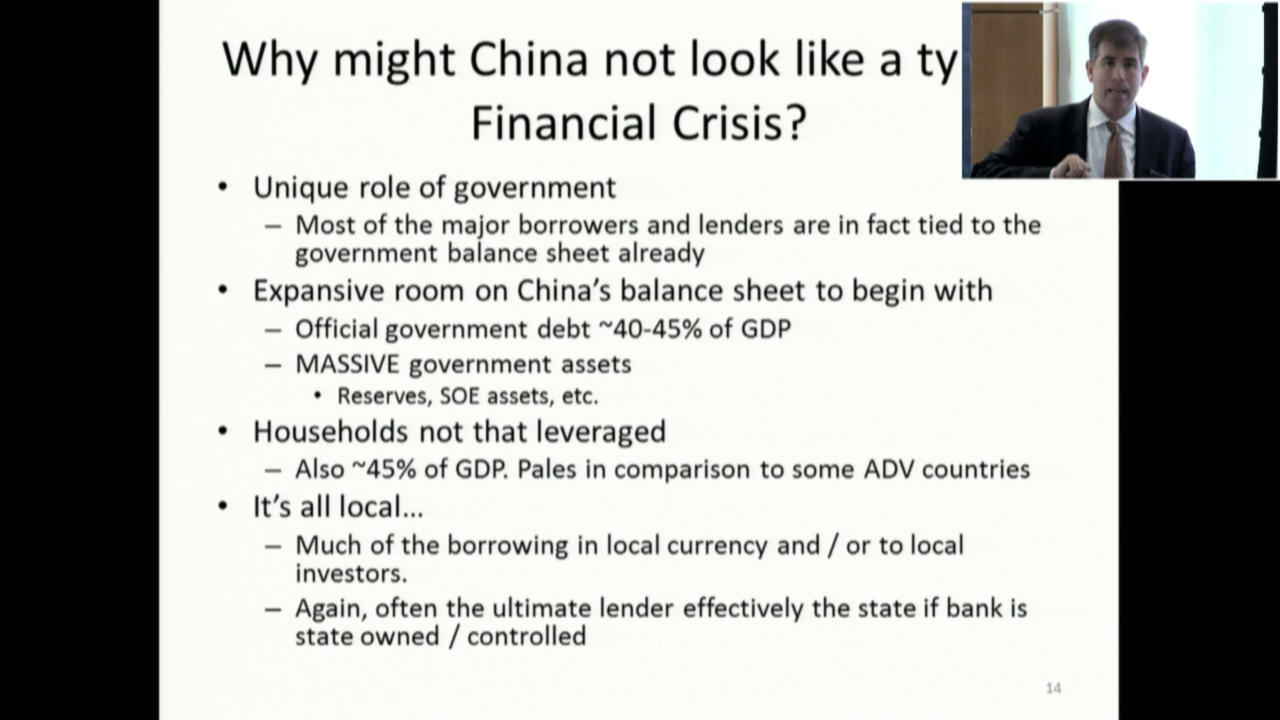 Why might China not look like a ty
Financial Crisis?
• Unique role of government
– Most of the major borrowers and lenders are in fact tied to the
government balance sheet already
• Expansive room on China’s balance sheet to begin with
– Official government debt ~40-45% of GDP
– MASSIVE government assets
• Reserves, SOE assets, etc.
• Households not that leveraged
– Also ~45% of GDP. Pales in comparison to some ADV countries
• It’s all local…
– Much of the borrowing in local currency and / or to local
investors.
– Again, often the ultimate lender effectively the state if bank is
state owned / controlled
14